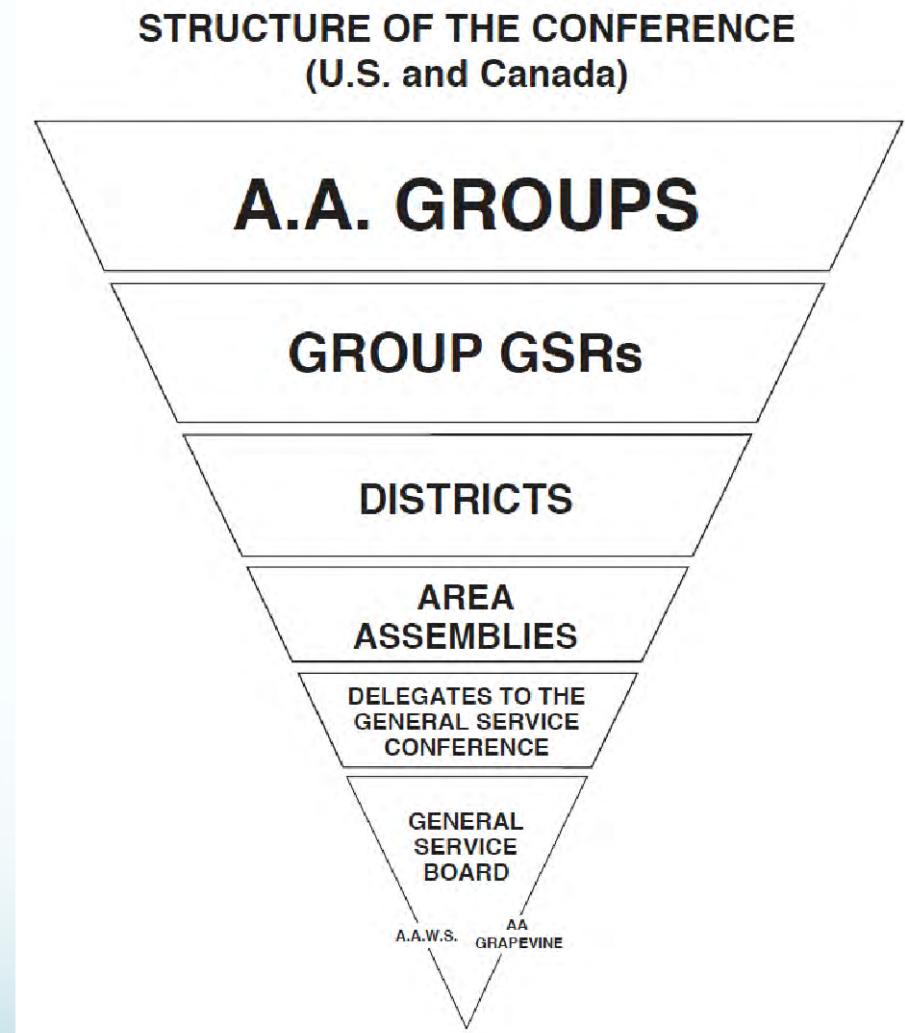 STRUCTURE OF THE CONFERENCE
(U.S. and Canada)
A.A. GROUPS
GROUP GSRs
DISTRICTS
AREA
ASSEMBLIES
DELEGATES TO THE
GENERAL SERVICE
CONFERENCE
GENERAL
SERVICE
BOARD
A.A.W.S.
AA
GRAPEVINE